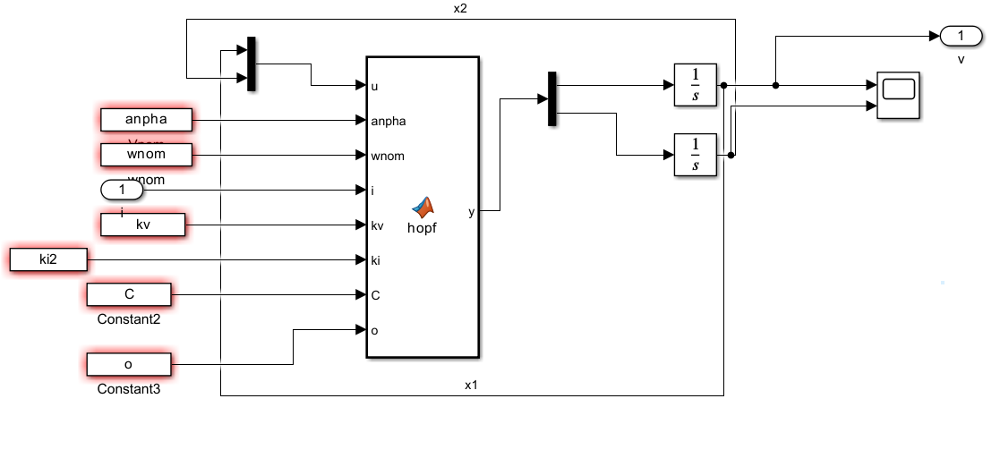 x2
1
v
1
s
u
anpha
anpha
Vnom
wnom
wnom
wnom
1
s
1
i
i
y
hopf
kv
kv
ki2
ki
C
C
Constant2
o
o
Constant3
x1